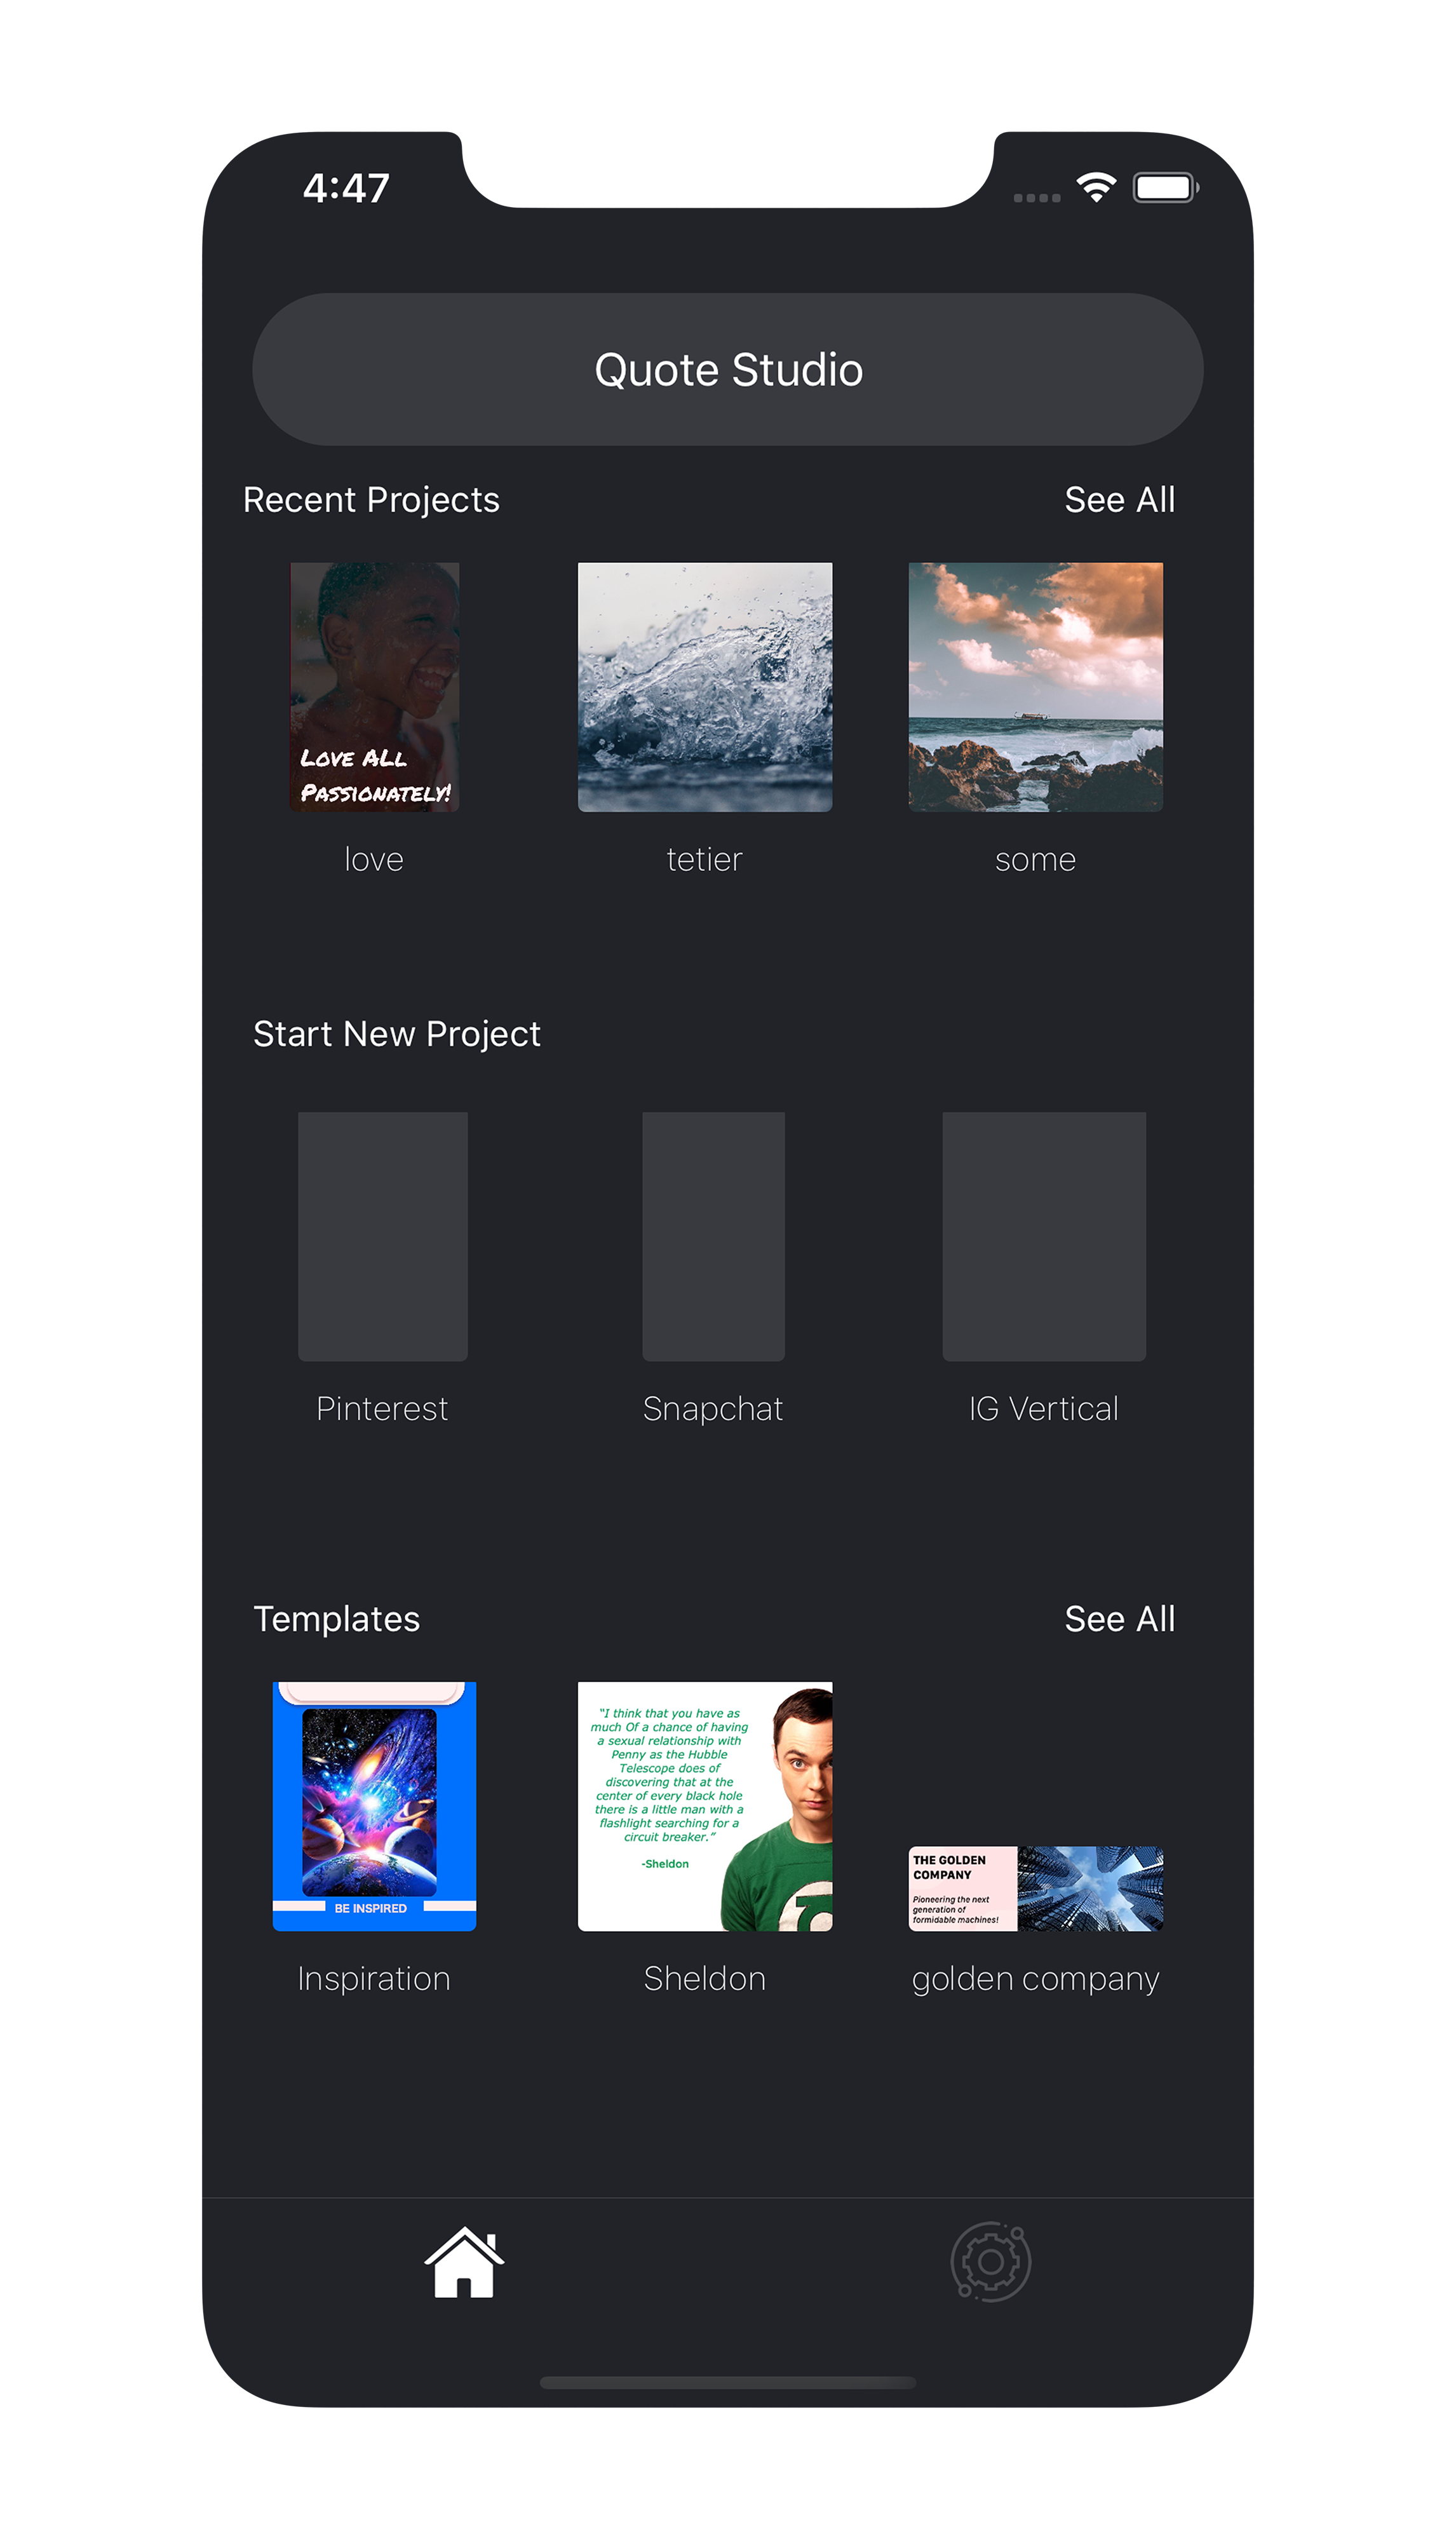 4:47
Quote Studio
Recent Projects
See All
LOVE ALL
PASSIONATELY!
love
tetier
some
Start New Project
Pinterest
Snapchat
IG Vertical
Templates
See All
BE INSPIRED
"I think that you have as
much Of a chance of having
a sexual relationship with
Penny as the Hubble
Telescope does of
discovering that at the
center of every black hole
there is a little man with a
flashlight searching for a
circuit breaker."
-Sheldon
THE GOLDEN
COMPANY
Pioneering the next
generation of
formidable machines!
Inspiration
Sheldon
golden company